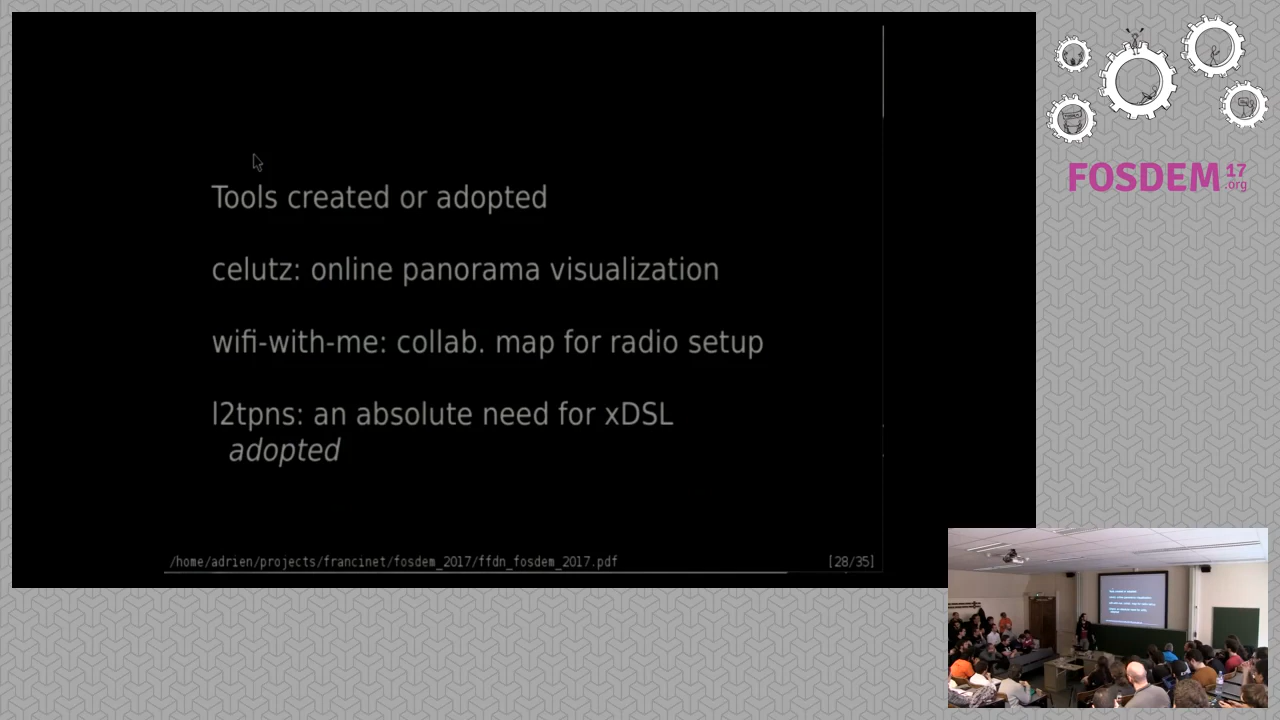 Tools created or adopted
celutz: online panorama visualization
wifi-with-me: collab. map for radio setup
l2tpns: an absolute need for xDSL
adopted
/home/adrien/projects/francinet/fosdem_2017/ffdn_fosdem_2017.pdf
[28/35]
FOSDEM 17
.org